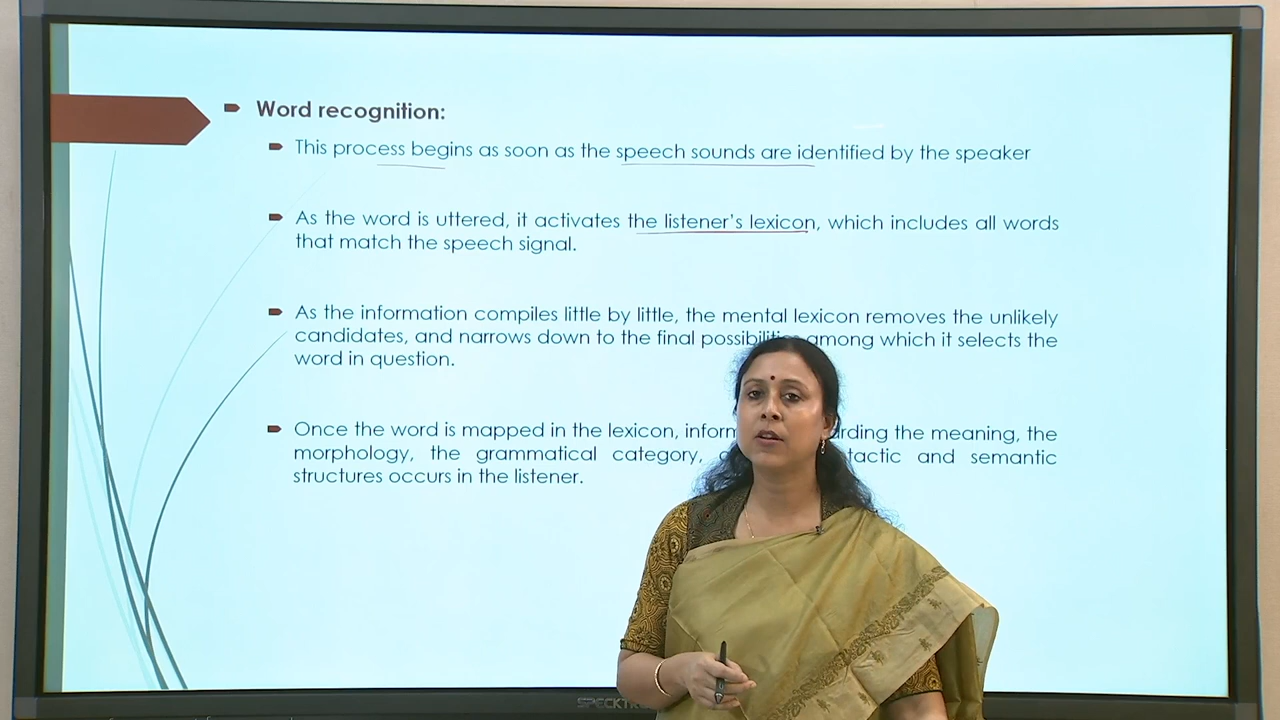 Word recognition:
This process begins as soon as the speech sounds are identified by the speaker
As the word is uttered, it activates the listener's lexicon, which includes all words
that match the speech signal.
As the information compiles little by little, the mental lexicon removes the unlikely
candidates, and narrows down to the final possibilities among which it selects the
word in question.
Once the word is mapped in the lexicon, the meaning, the
morphology, the grammatical category, and semantic
structures occurs in the listener.